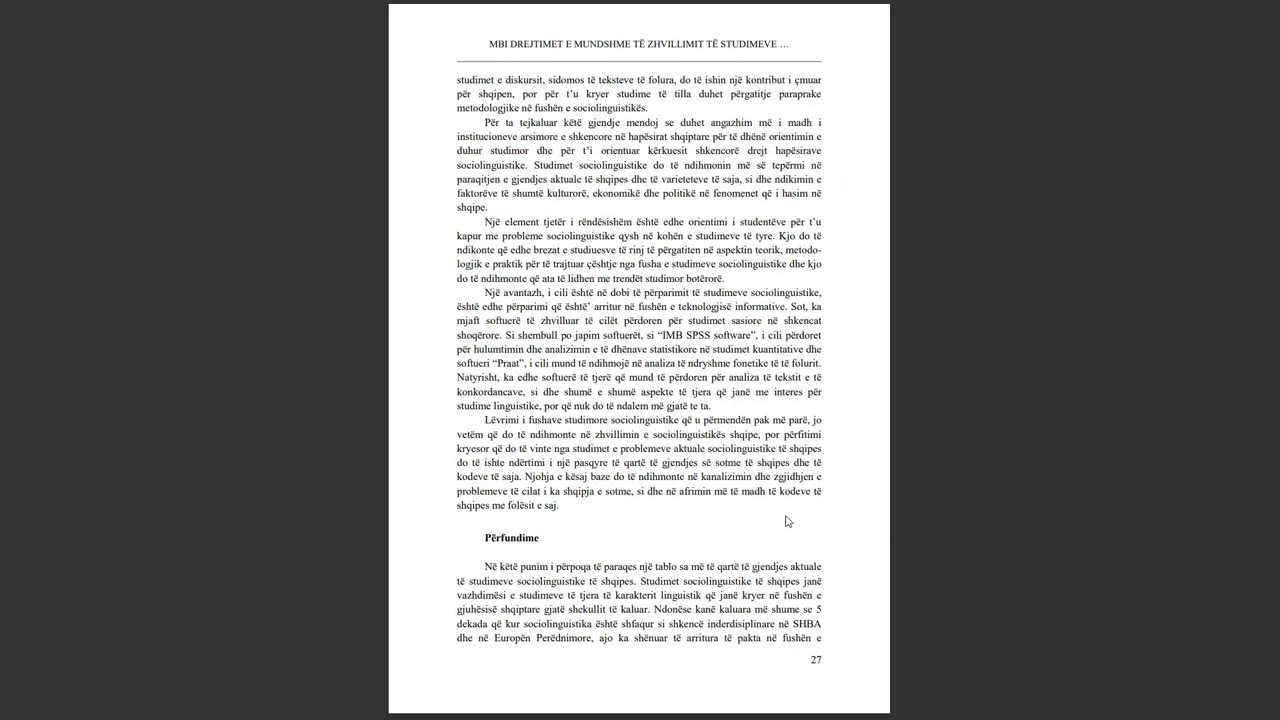 MBI DREJTIMET E MUNDSHME TË ZHVILLIMIT TË STUDIMEVE …
studimet e diskursit, sidomos të teksteve të folura, do të ishin një kontribut i çmuar
për shqipen, por për t’u kryer studime të tilla duhet përgatitje paraprake
metodologjike në fushën e sociolinguistikës.
Për ta tejkaluar këtë gjendje mendoj se duhet angazhim më i madh i
institucioneve arsimore e shkencore në hapësirat shqiptare për të dhënë orientimin e
duhur studimor dhe për t’i orientuar kërkuesit shkencorë drejt hapësirave
sociolinguistike. Studimet sociolinguistike do të ndihmonin më së tepërmi në
paraqitjen e gjendjes aktuale të shqipes dhe të varieteteve të saja, si dhe ndikimin e
faktorëve të shumtë kulturorë, ekonomikë dhe politikë në fenomenet që i hasim në
shqipe.
Një element tjetër i rëndësishëm është edhe orientimi i studentëve për t’u
kapur me probleme sociolinguistike qysh në kohën e studimeve të tyre. Kjo do të
ndikonte që edhe brezat e studiuesve të rinj të përgatiten në aspektin teorik, metodo-
logjik e praktik për të trajtuar çështje nga fusha e studimeve sociolinguistike dhe kjo
do të ndihmonte që ata të lidhen me trendët studimor botërorë.
Një avantazh, i cili është në dobi të përparimit të studimeve sociolinguistike,
është edhe përparimi që është’ arritur në fushën e teknologjisë informative. Sot, ka
mjaft softuerë të zhvilluar të cilët përdoren për studimet sasiore në shkencat
shoqërore. Si shembull po japim softuerët, si “IMB SPSS software”, i cili përdoret
për hulumtimin dhe analizimin e të dhënave statistikore në studimet kuantitative dhe
softueri “Praat”, i cili mund të ndihmojë në analiza të ndryshme fonetike të të folurit.
Natyrisht, ka edhe softuerë të tjerë që mund të përdoren për analiza të tekstit e të
konkordancave, si dhe shumë e shumë aspekte të tjera që janë me interes për
studime linguistike, por që nuk do të ndalem më gjatë te ta.
Lëvrimi i fushave studimore sociolinguistike që u përmendën pak më parë, jo
vetëm që do të ndihmonte në zhvillimin e sociolinguistikës shqipe, por përfitimi
kryesor që do të vinte nga studimet e problemeve aktuale sociolinguistike të shqipes
do të ishte ndërtimi i një pasqyre të qartë të gjendjes së sotme të shqipes dhe të
kodeve të saja. Njohja e kësaj baze do të ndihmonte në kanalizimin dhe zgjidhjen e
problemeve të cilat i ka shqipja e sotme, si dhe në afrimin më të madh të kodeve të
shqipes me folësit e saj.
Përfundime
Në këtë punim i përpoqa të paraqes një tablo sa më të qartë të gjendjes aktuale
të studimeve sociolinguistike të shqipes. Studimet sociolinguistike të shqipes janë
vazhdimësi e studimeve të tjera të karakterit linguistik që janë kryer në fushën e
gjuhësisë shqiptare gjatë shekullit të kaluar. Ndonëse kanë kaluara më shume se 5
dekada që kur sociolinguistika është shfaqur si shkencë inderdisiplinare në SHBA
dhe në Europën Perëdnimore, ajo ka shënuar të arritura të pakta në fushën e
27